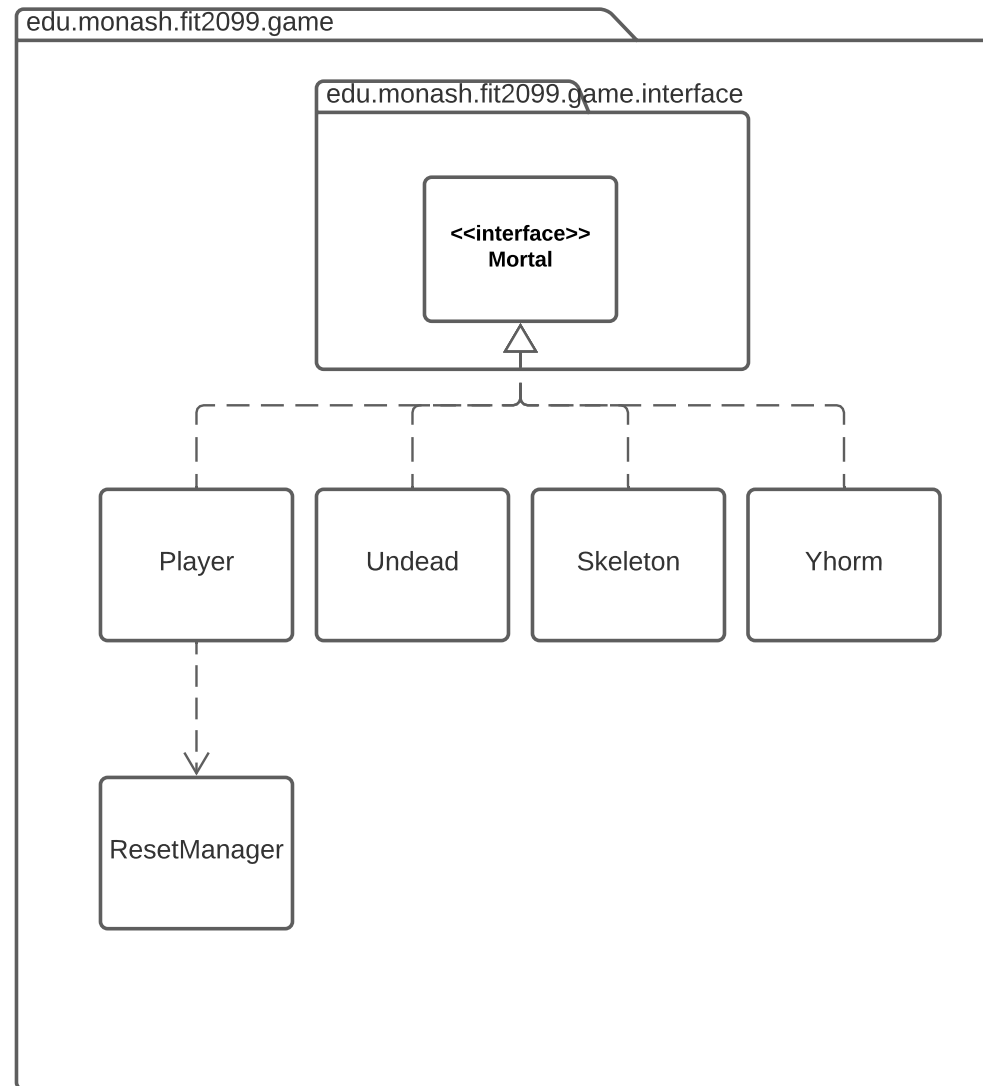 edu.monash.fit2099.game
edu.monash.fit2099.game.interface
<<interface>>
Mortal
Player
Undead
Skeleton
Yhorm
ResetManager